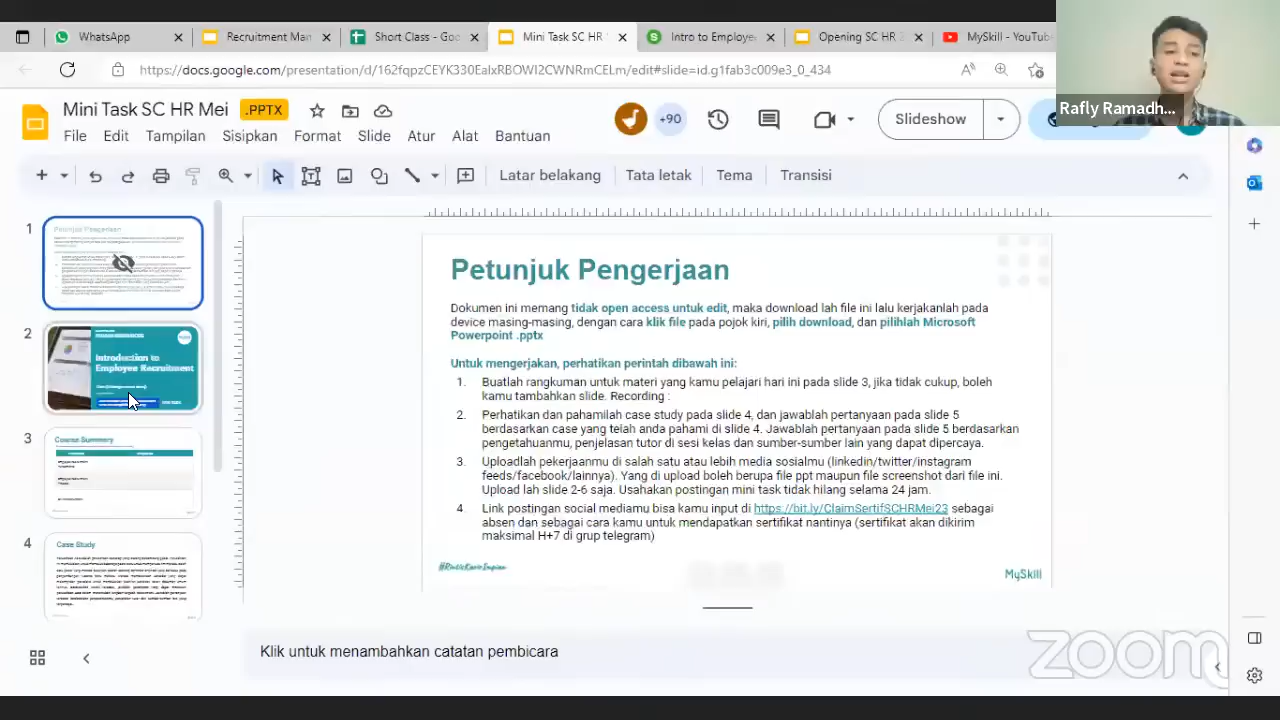 WhatsApp
Recruitment Man
Short Class - Goo
Mini Task SC HR
Intro to Employe
Opening SC HR 2
MySkill - YouTub
https://docs.google.com/presentation/d/162fqpzCEYK330EaIxRBOWI2CWNRmCELm/edit#slide=id.g1fab3c009e3_0_434
Rafly Ramadh...
Mini Task SC HR Mei .PPTX
File Edit Tampilan Sisipkan Format Slide Atur Alat Bantuan
+90
Slideshow
Latar belakang Tata letak Tema Transisi
1
Petunjuk Pengerjaan
2
Introduction to
Employee Recruitment
3
Course Summary
4
Case Study
Petunjuk Pengerjaan
Dokumen ini memang tidak open access untuk edit, maka download lah file ini lalu kerjakanlah pada
device masing-masing, dengan cara klik file pada pojok kiri, pilih download, dan pilihlah Microsoft
Powerpoint .pptx
Untuk mengerjakan, perhatikan perintah dibawah ini:
1. Buatlah rangkuman untuk materi yang kamu pelajari hari ini pada slide 3, jika tidak cukup, boleh
kamu tambahkan slide. Recording :
2. Perhatikan dan pahamilah case study pada slide 4, dan jawablah pertanyaan pada slide 5
berdasarkan case yang telah anda pahami di slide 4. Jawablah pertanyaan pada slide 5 berdasarkan
pengetahuanmu, penjelasan tutor di sesi kelas dan sumber-sumber lain yang dapat dipercaya.
3. Uploadlah pekerjaanmu di salah satu atau lebih media sosialmu (linkedin/twitter/instagram
feeds/facebook/lainnya). Yang di upload boleh berupa file ppt maupun file screenshot dari file ini.
Upload lah slide 2-6 saja. Usahakan postingan mini task tidak hilang selama 24 jam.
4. Link postingan social mediamu bisa kamu input di https://bit.ly/ClaimSertifSCHRMei23 sebagai
absen dan sebagai cara kamu untuk mendapatkan sertifikat nantinya (sertifikat akan dikirim
maksimal H+7 di grup telegram)
#RintisKarirImpian
MySkill
Klik untuk menambahkan catatan pembicara
zoom